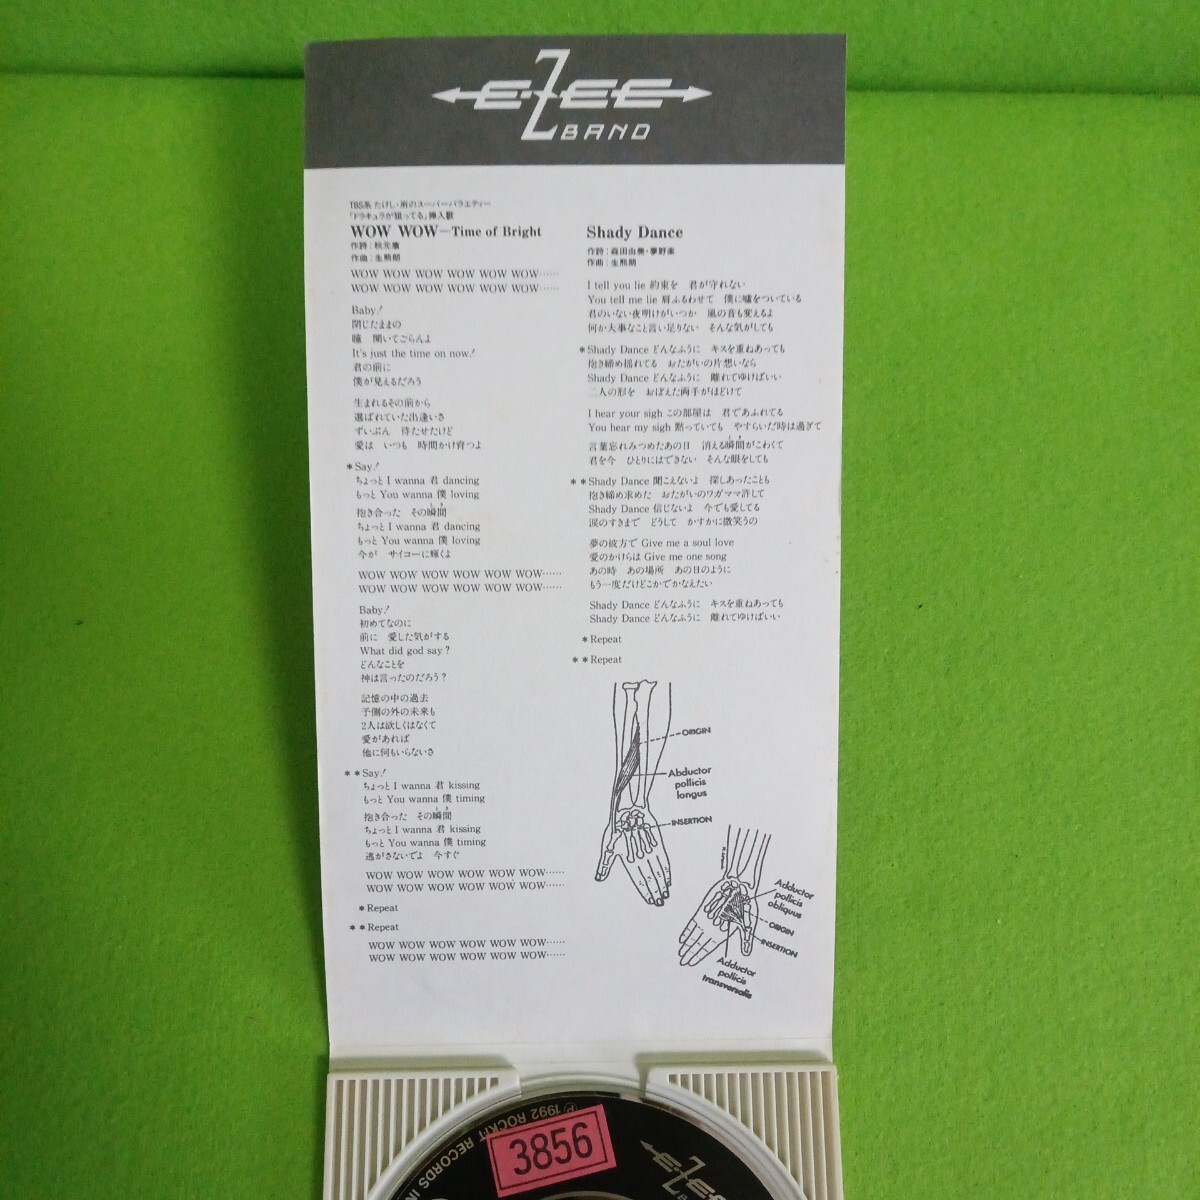 E・ZEE
BAND
TBS系 たけし・所のスーパーバラエティー
「ドラキュラが狙ってる」挿入歌
WOW WOW—Time of Bright
作詩：秋元康
作曲：生熊朗
WOW WOW WOW WOW WOW WOW……
WOW WOW WOW WOW WOW WOW……
Baby!
閉じたままの
瞳 開いてごらんよ
It's just the time on now!
君の前に
僕が見えるだろう
生まれるその前から
選ばれていた出逢いさ
ずいぶん 待たせたけど
愛は いつも 時間かけ育つよ
＊Say!
ちょっと I wanna 君 dancing
もっと You wanna 僕 loving
抱き合った その瞬間
ちょっと I wanna 君 dancing
もっと You wanna 僕 loving
今が サイコーに輝くよ
WOW WOW WOW WOW WOW WOW……
WOW WOW WOW WOW WOW WOW……
Baby!
初めてなのに
前に 愛した気がする
What did god say?
どんなことを
神は言ったのだろう?
記憶の中の過去
予測の外の未来も
2人は欲しくはなくて
愛があれば
他に何もいらないさ
＊＊Say!
ちょっと I wanna 君 kissing
もっと You wanna 僕 timing
抱き合った その瞬間
ちょっと I wanna 君 kissing
もっと You wanna 僕 timing
逃がさないでよ 今すぐ
WOW WOW WOW WOW WOW WOW……
WOW WOW WOW WOW WOW WOW……
＊Repeat
＊＊Repeat
WOW WOW WOW WOW WOW WOW……
WOW WOW WOW WOW WOW WOW……
Shady Dance
作詩：森田由美・夢野楽
作曲：生熊朗
I tell you lie 約束を 君が守れない
You tell me lie 肩ふるわせて 僕に嘘をついている
君のいない夜明けがいつか 風の音も変えるよ
何か大事なこと言い足りない そんな気がしても
＊Shady Dance どんなふうに キスを重ねあっても
抱き締め揺れてる おたがいの片想いなら
Shady Dance どんなふうに 離れてゆけばいい
二人の形を おぼえた両手がほどけて
I hear your sigh この部屋は 君であふれてる
You hear my sigh 黙っていても やすらいだ時は過ぎて
言葉忘れみつめたあの日 消える瞬間がこわくて
君を今 ひとりにはできない そんな眼をしても
＊＊Shady Dance 聞こえないよ 探しあったことも
抱き締め求めた おたがいのワガママ許して
Shady Dance 信じないよ 今でも愛してる
涙のすきまで どうして かすかに微笑うの
夢の彼方で Give me a soul love
愛のかけらは Give me one song
あの時 あの場所 あの日のように
もう一度だけどこかでかなえたい
Shady Dance どんなふうに キスを重ねあっても
Shady Dance どんなふうに 離れてゆけばいい
＊Repeat
＊＊Repeat
ORIGIN
Abductor
pollicis
longus
INSERTION
Adductor
pollicis
obliquus
ORIGIN
INSERTION
Adductor
pollicis
transversalis
Ⓟ1992 ROCKIT RECORDS IN
3856
E・ZEE
BAND